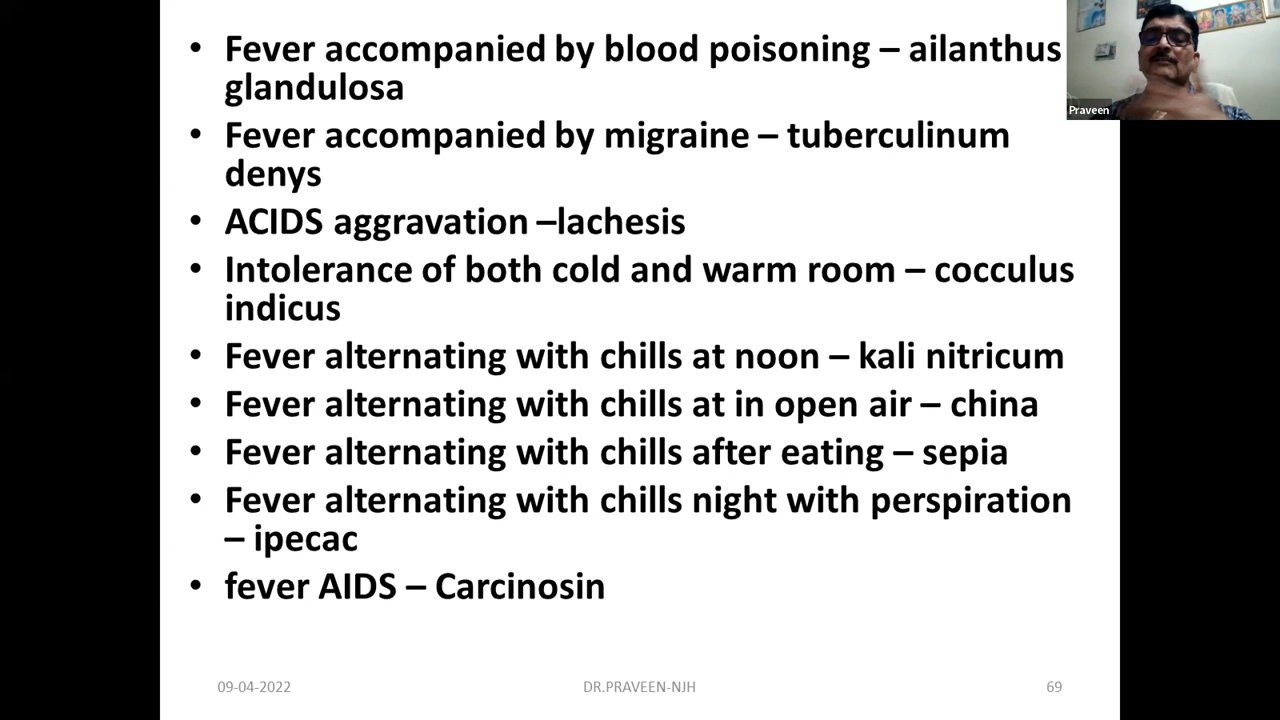 • Fever accompanied by blood poisoning – ailanthus
glandulosa
• Fever accompanied by migraine – tuberculinum
denys
• ACIDS aggravation –lachesis
• Intolerance of both cold and warm room – cocculus
indicus
• Fever alternating with chills at noon – kali nitricum
• Fever alternating with chills at in open air – china
• Fever alternating with chills after eating – sepia
• Fever alternating with chills night with perspiration
– ipecac
• fever AIDS – Carcinosin
Praveen
09-04-2022 DR.PRAVEEN-NJH 69